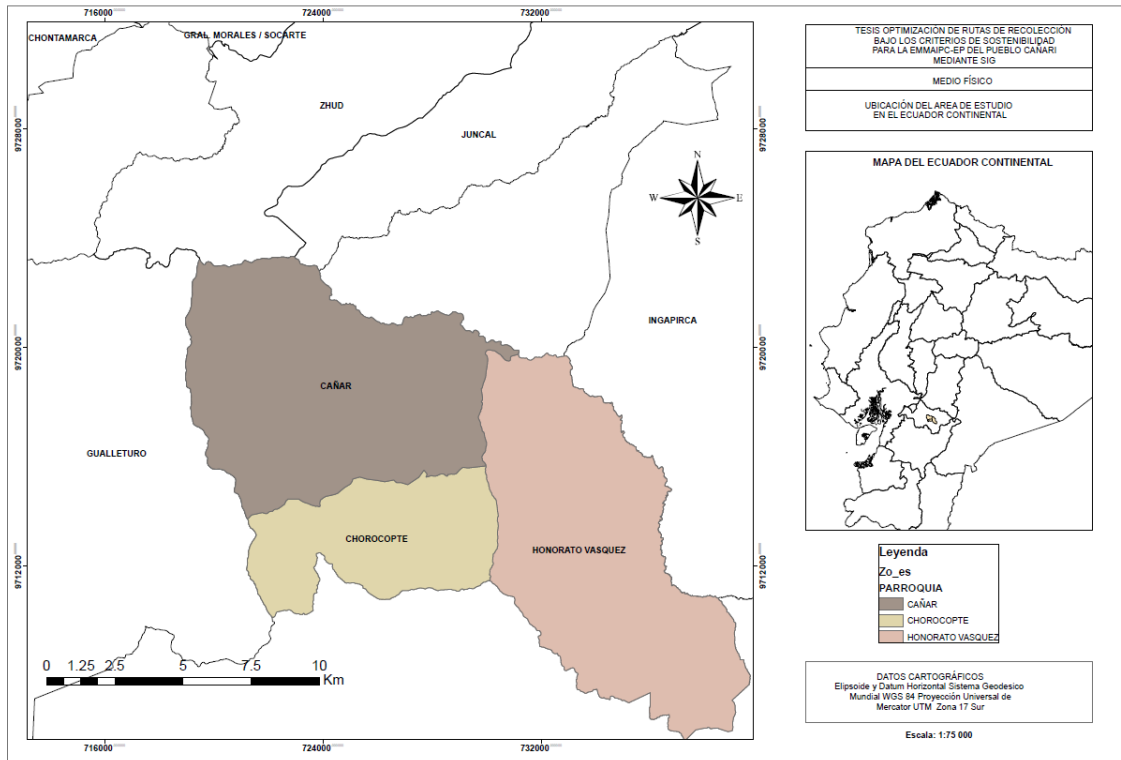 716000
724000
732000
CHONTAMARCA
GRAL. MORALES / SOCARTE
ZHUD
JUNCAL
9728000
9728000
N
W
E
S
INGAPIRCA
9720000
9720000
CAÑAR
GUALLETURO
CHOROCOPTE
HONORATO VASQUEZ
9712000
9712000
0 1.25 2.5 5 7.5 10
Km
716000
724000
732000
TESIS OPTIMIZACIÓN DE RUTAS DE RECOLECCIÓN
BAJO LOS CRITERIOS DE SOSTENIBILIDAD
PARA LA EMMAIPC-EP DEL PUEBLO CAÑARI
MEDIANTE SIG
MEDIO FÍSICO
UBICACIÓN DEL AREA DE ESTUDIO
EN EL ECUADOR CONTINENTAL
MAPA DEL ECUADOR CONTINENTAL
Leyenda
Zo_es
PARROQUIA
CAÑAR
CHOROCOPTE
HONORATO VASQUEZ
DATOS CARTOGRÁFICOS
Elipsoide y Datum Horizontal Sistema Geodesico
Mundial WGS 84 Proyección Universal de
Mercator UTM Zona 17 Sur
Escala: 1:75 000